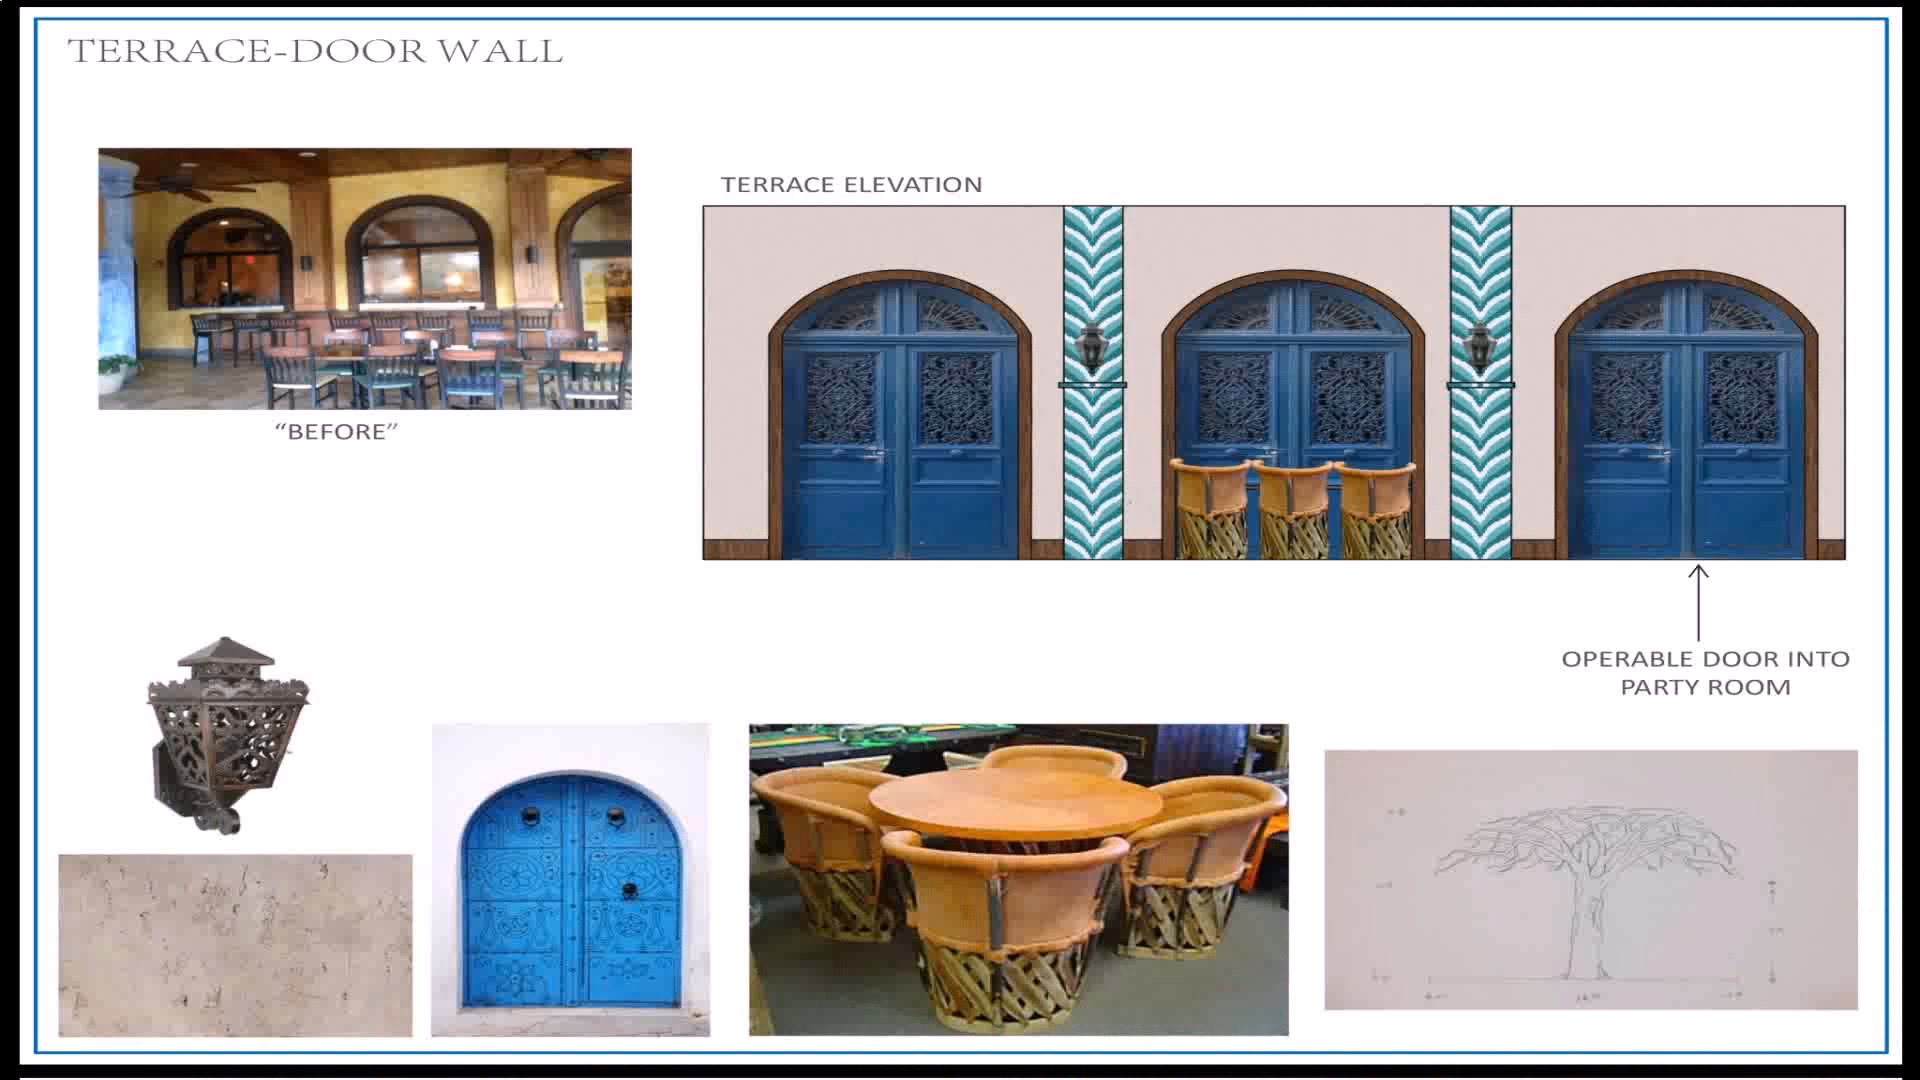 TERRACE-DOOR WALL
TERRACE ELEVATION
“BEFORE”
OPERABLE DOOR INTO
PARTY ROOM